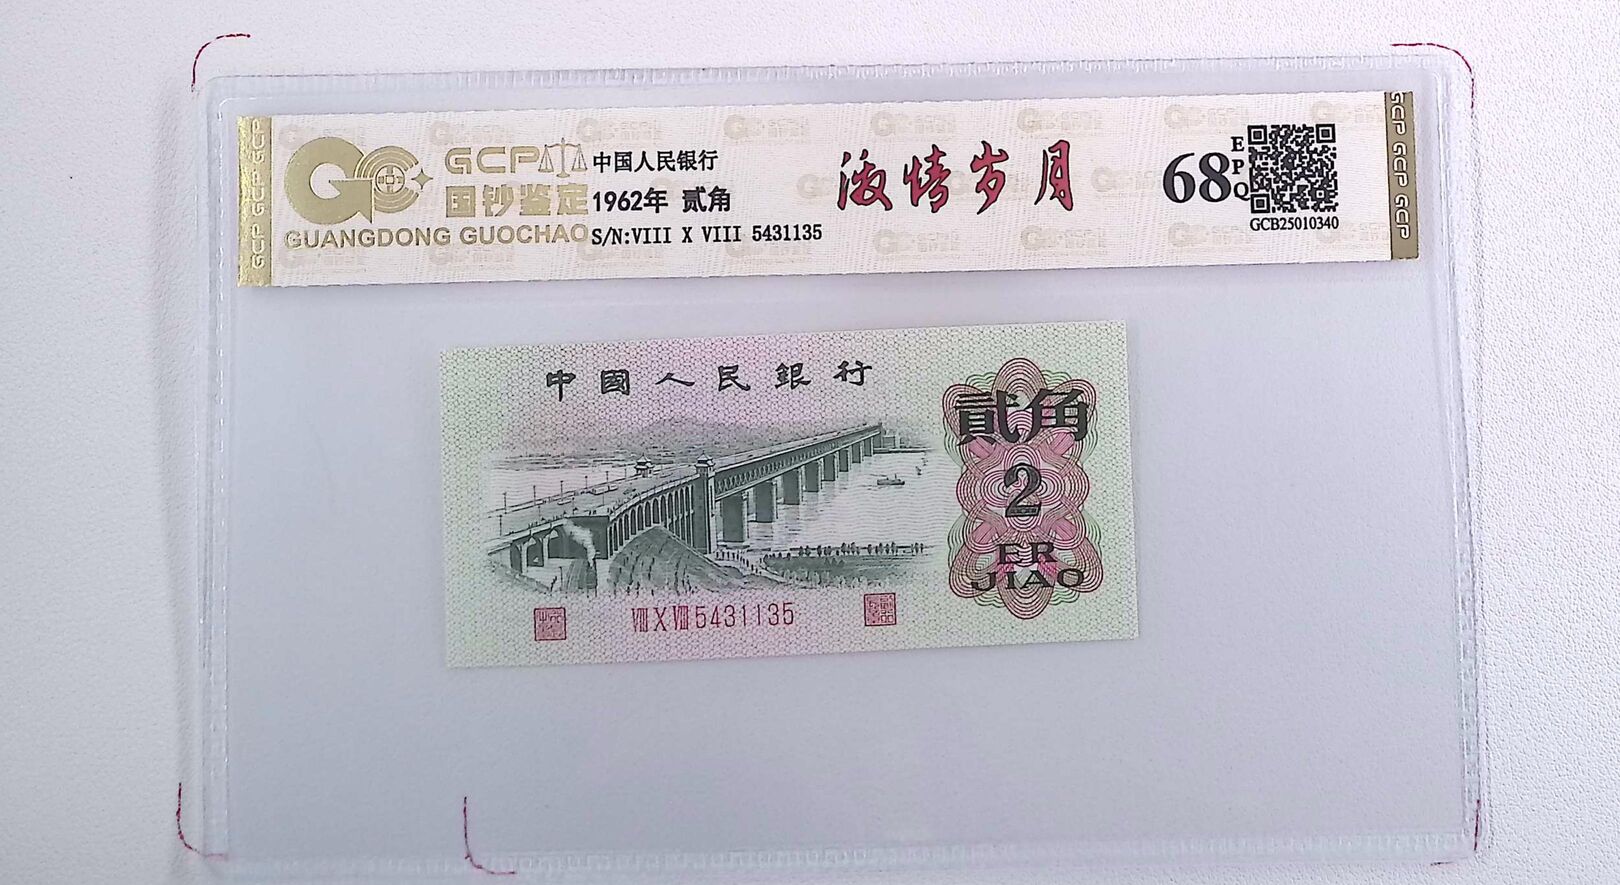 GCP
国钞鉴定
GUANGDONG GUOCHAO
中国人民银行
1962年 贰角
S/N:VIII X VIII 5431135
激情岁月
68
EPQ
GCB25010340
GCP GCP GCP
GCP GCP GCP
中國人民銀行
貳角
2
ER
JIAO
VIII X VIII 5431135